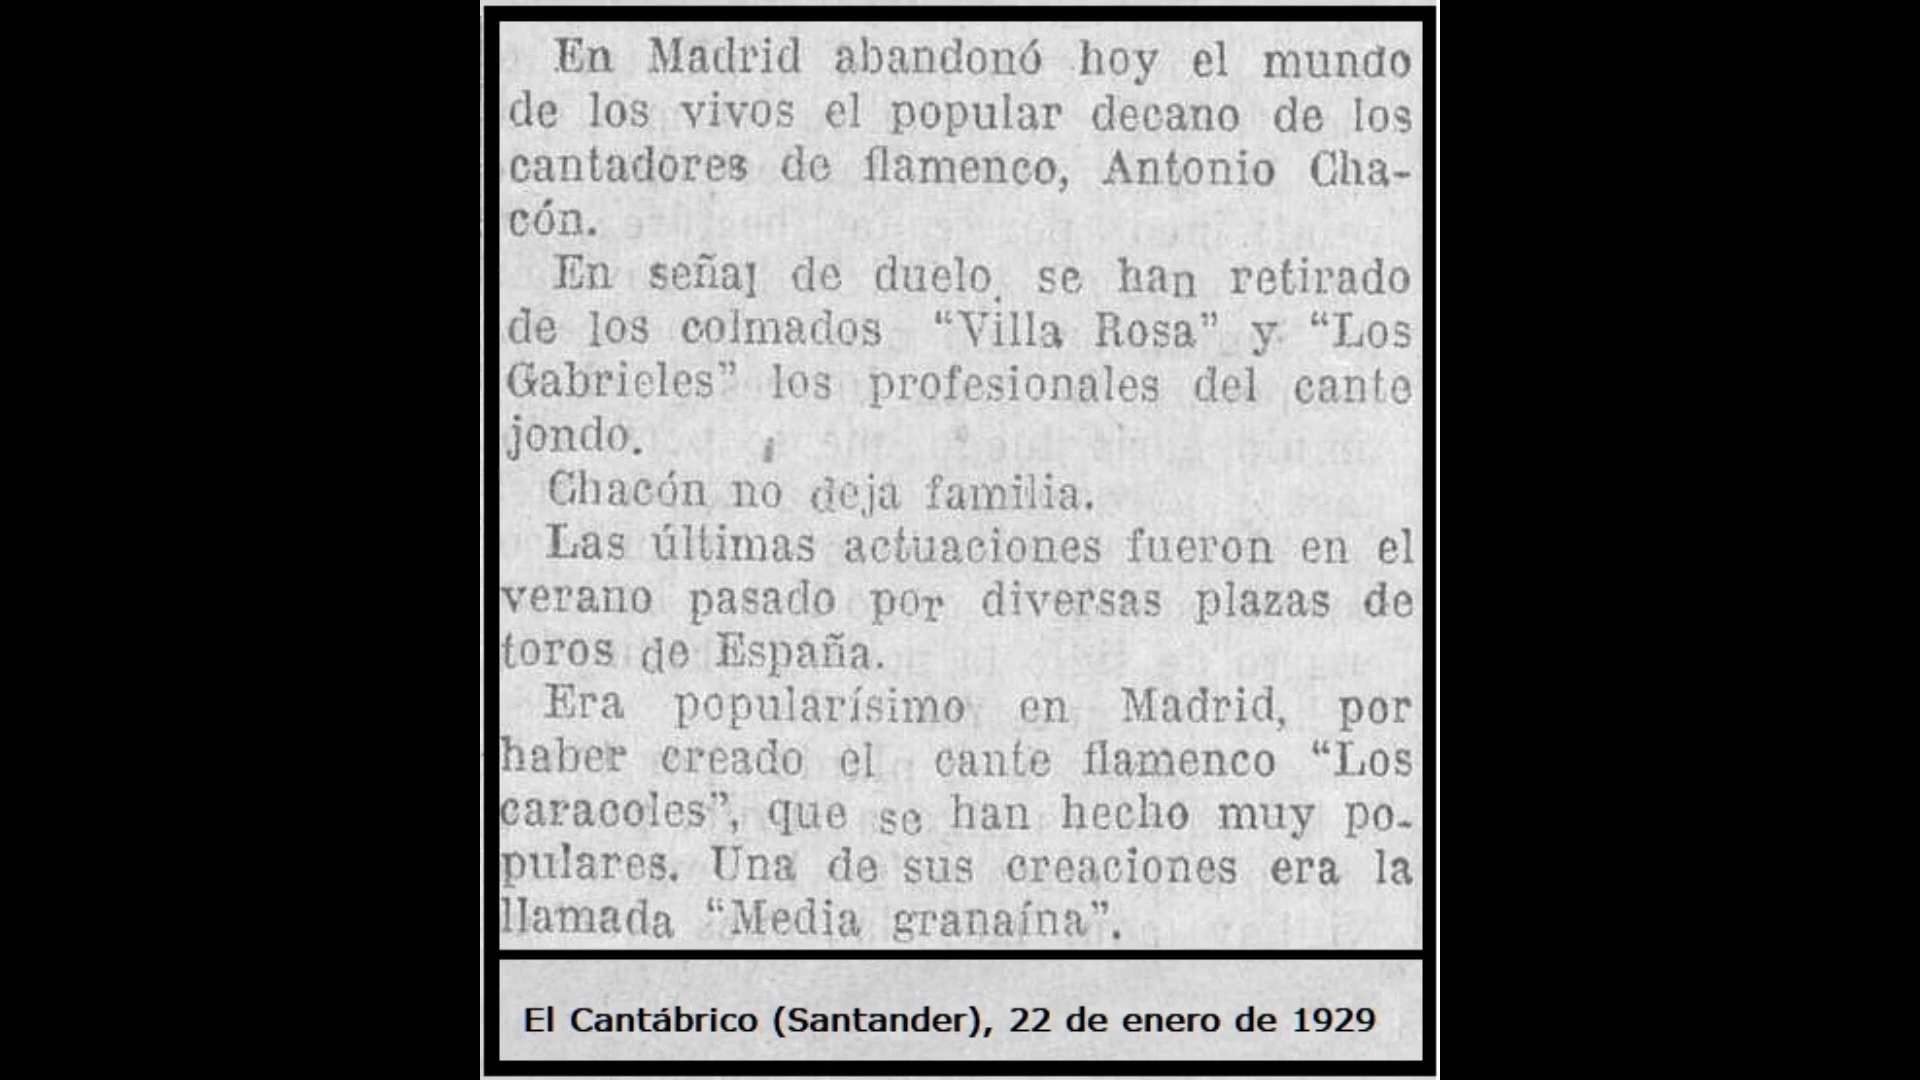 En Madrid abandonó hoy el mundo
de los vivos el popular decano de los
cantadores de flamenco, Antonio Cha-
cón.
En señal de duelo, se han retirado
de los colmados “Villa Rosa” y “Los
Gabrieles” los profesionales del cante
jondo.
Chacón no deja familia.
Las últimas actuaciones fueron en el
verano pasado por diversas plazas de
toros de España.
Era popularísimo en Madrid, por
haber creado el cante flamenco “Los
caracoles”, que se han hecho muy po-
pulares. Una de sus creaciones era la
llamada “Media granaína”.
El Cantábrico (Santander), 22 de enero de 1929